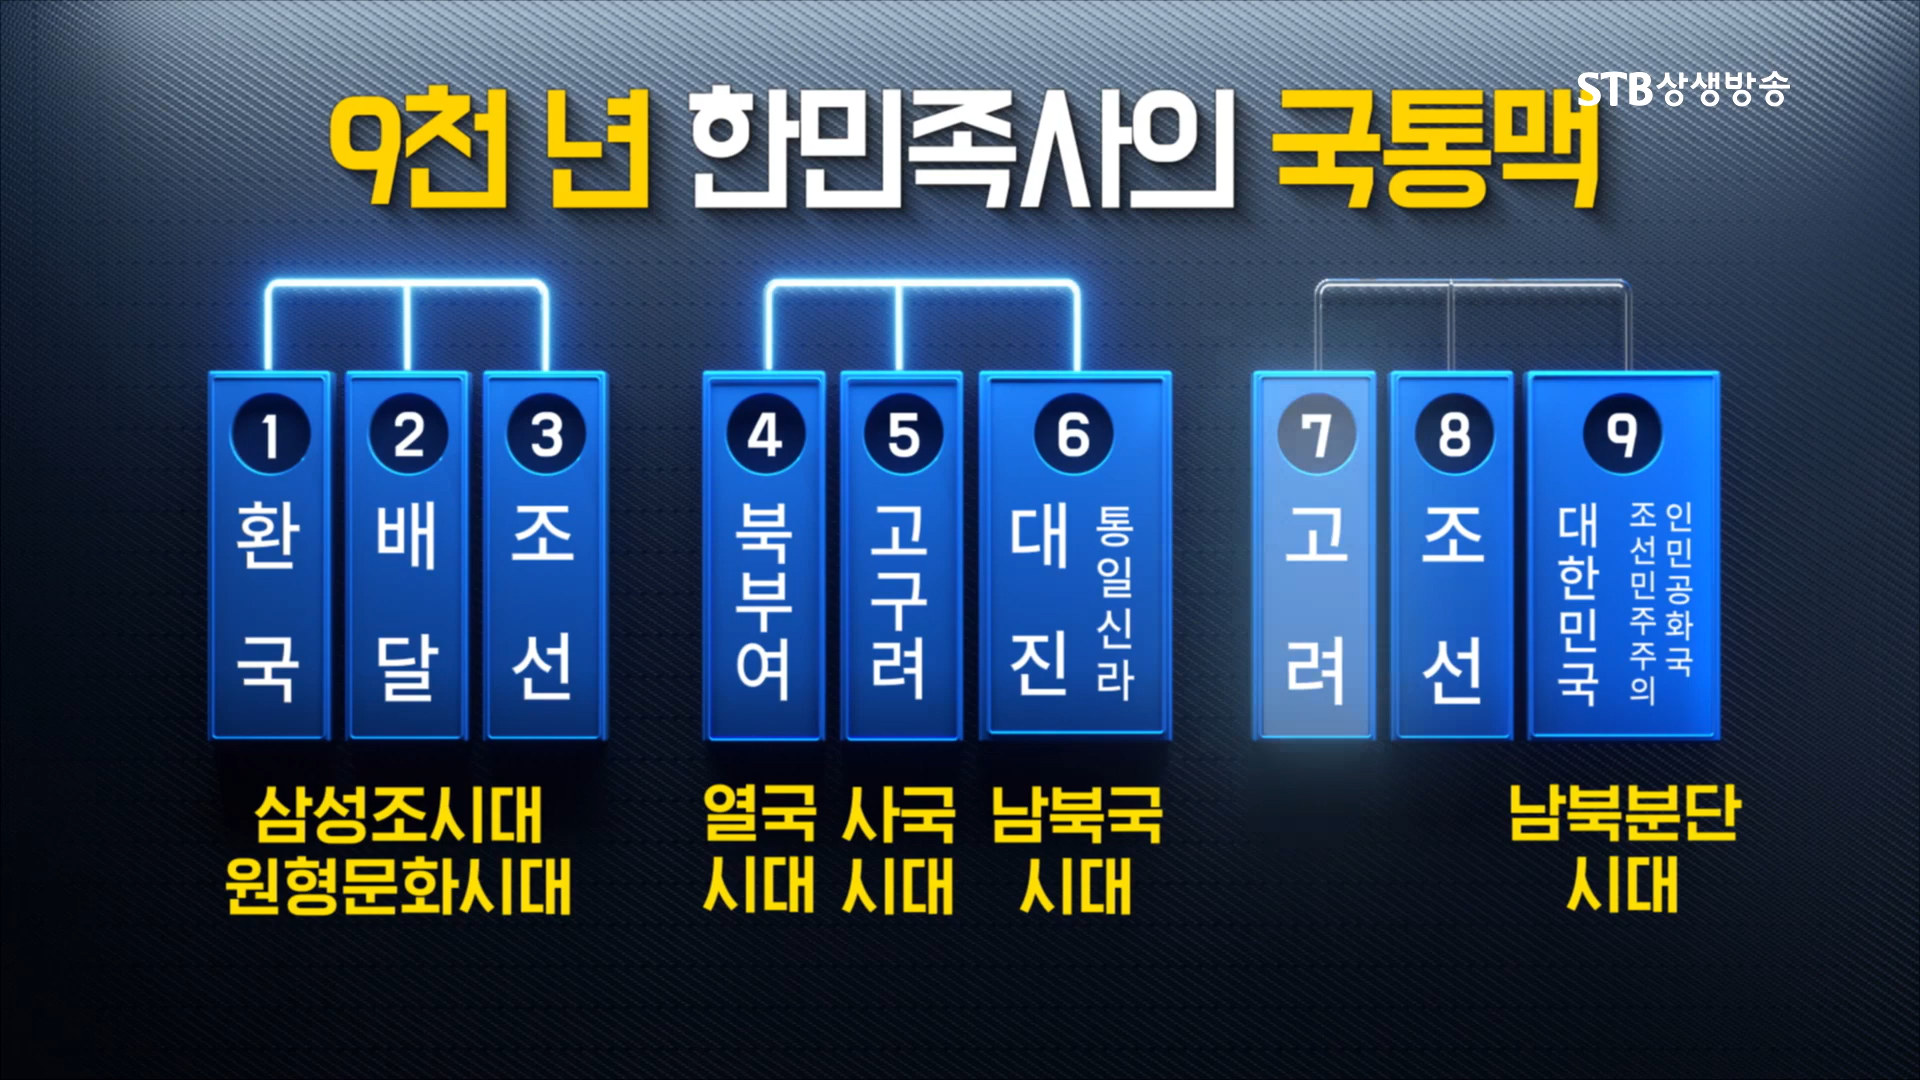 STB상생방송
9천 년 한민족사의 국통맥
1
환국
2
배달
3
조선
4
북부여
5
고구려
6
대진
통일신라
7
고려
8
조선
9
대한민국
조선민주주의
인민공화국
삼성조시대
원형문화시대
열국
시대
사국
시대
남북국
시대
남북분단
시대